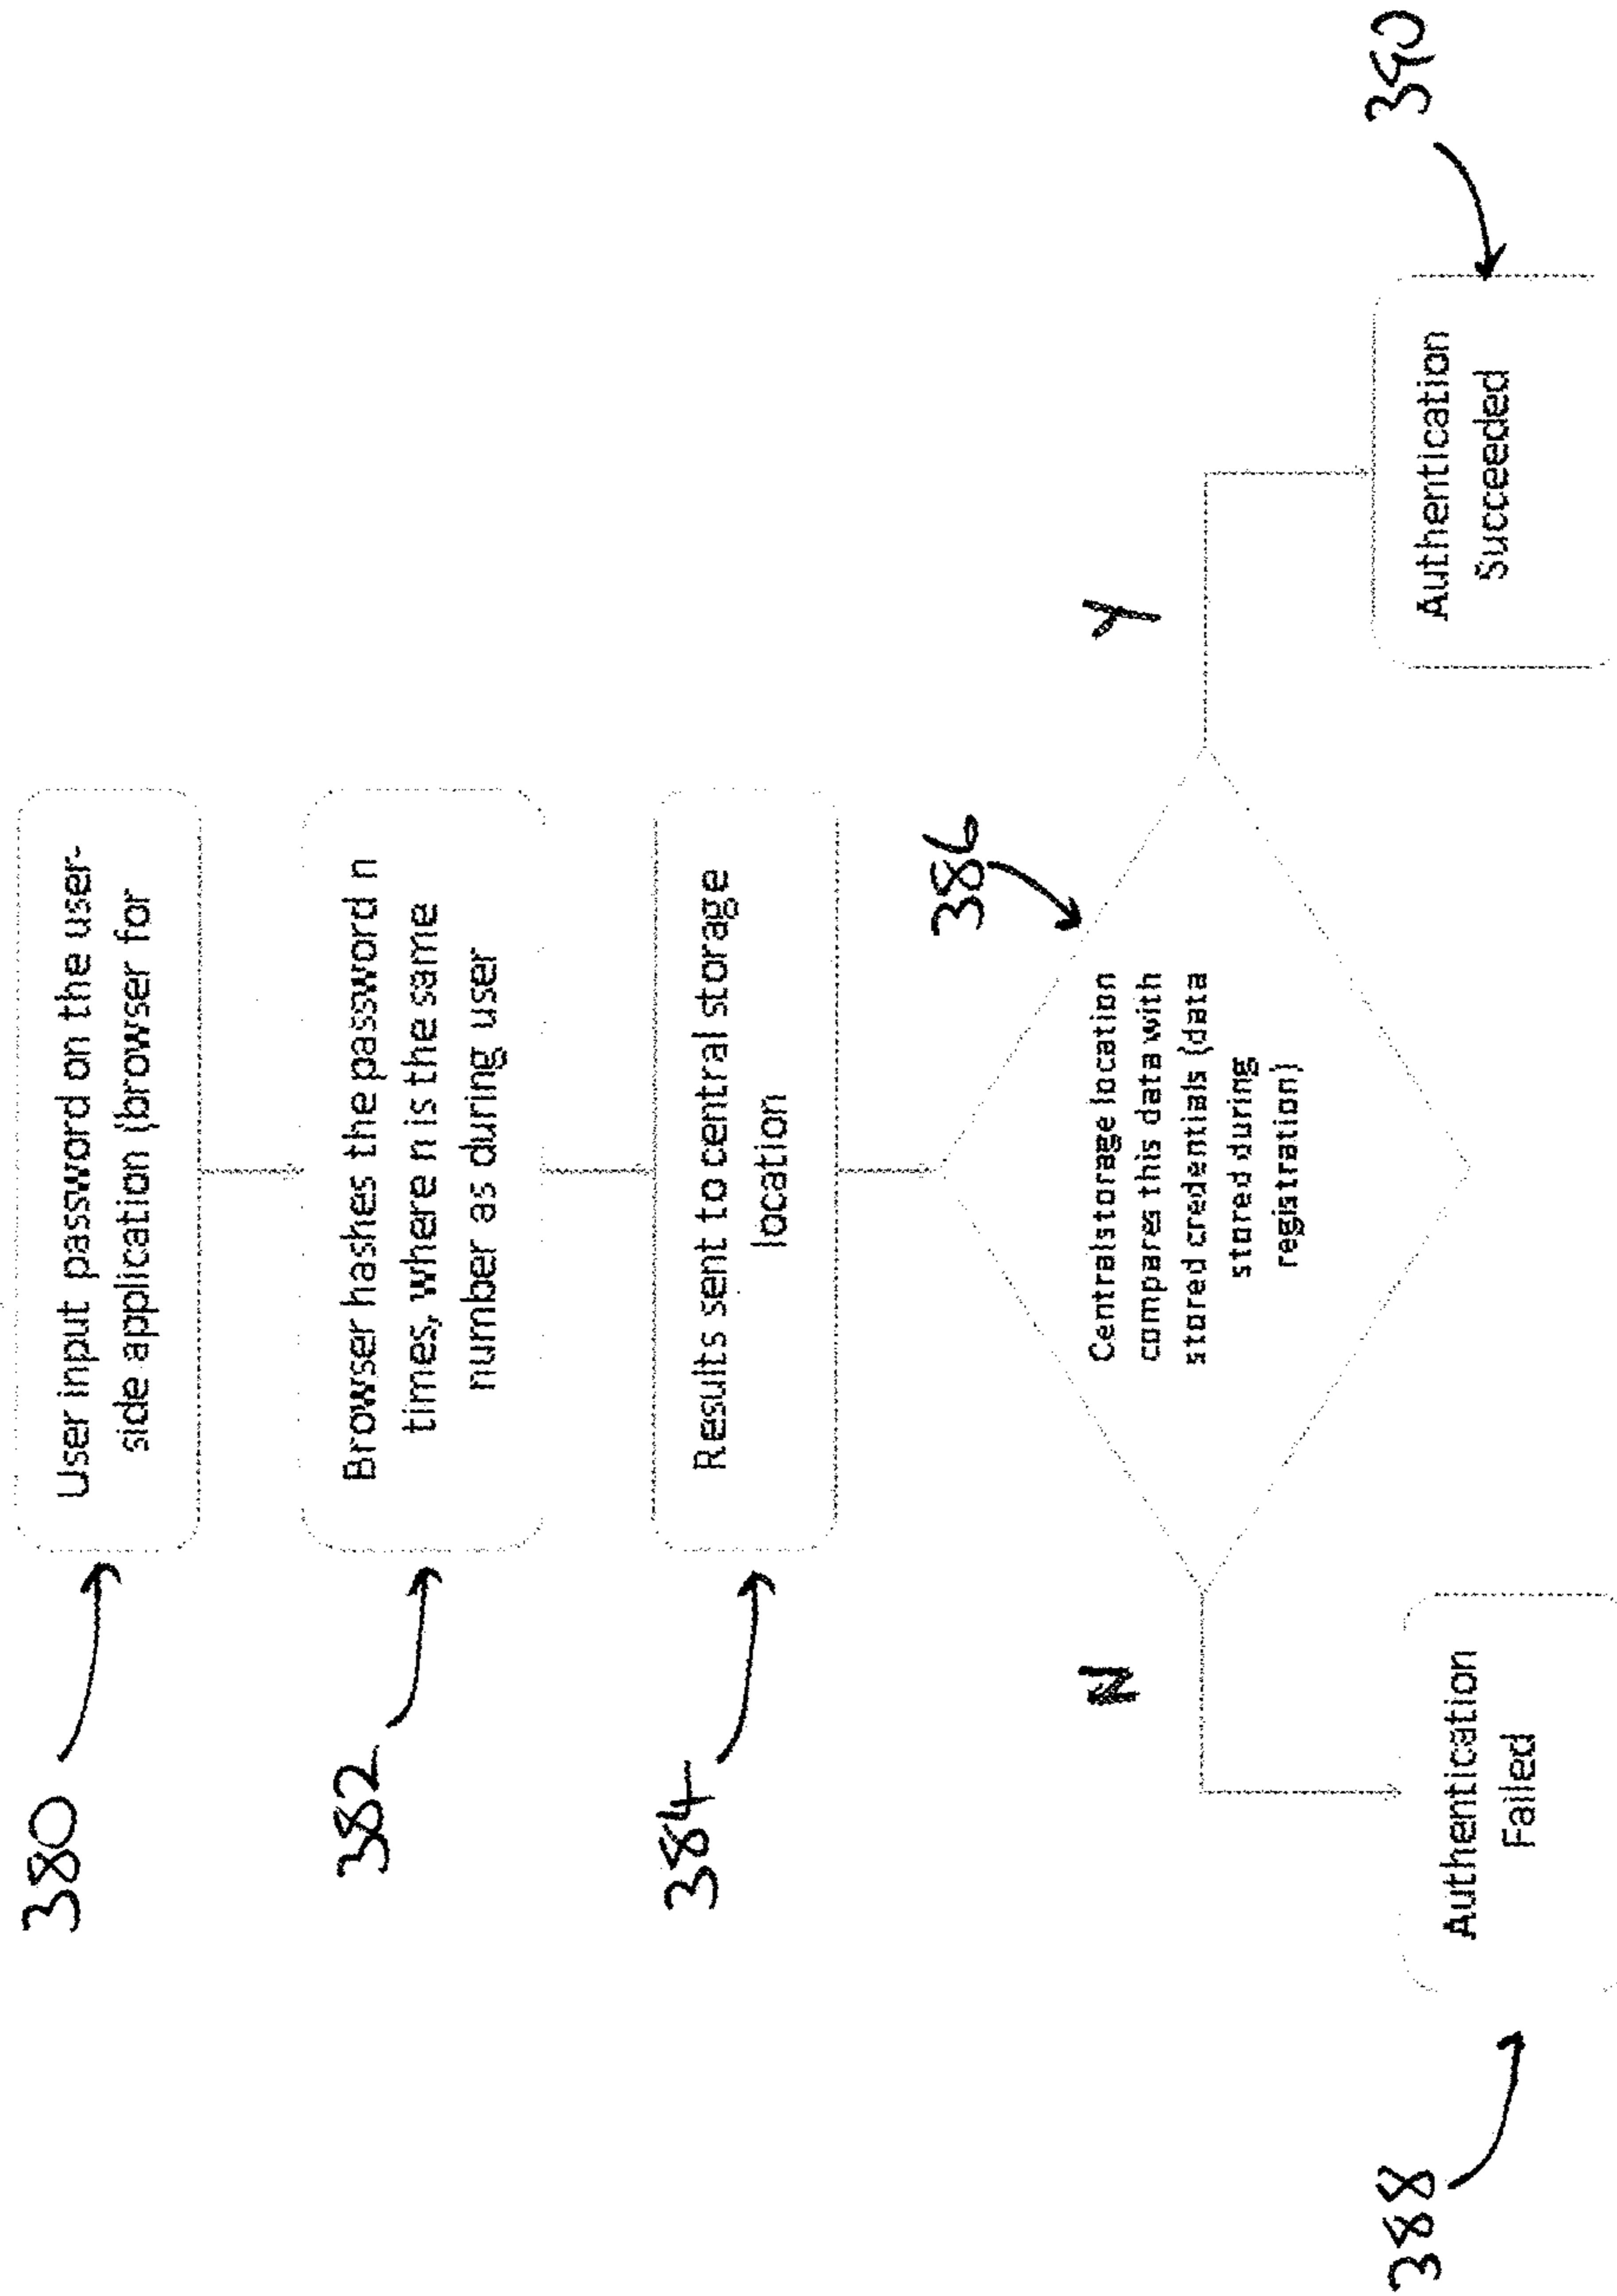 380
User input password on the user-
side application (browser for
382
Browser hashes the password n
times, where n is the same
number as during user
384
Results sent to central storage
location
386
Central storage location
compares this data with
stored credentials (data
stored during
registration)
N
Y
388
Authentication
Failed
390
Authentication
Succeeded